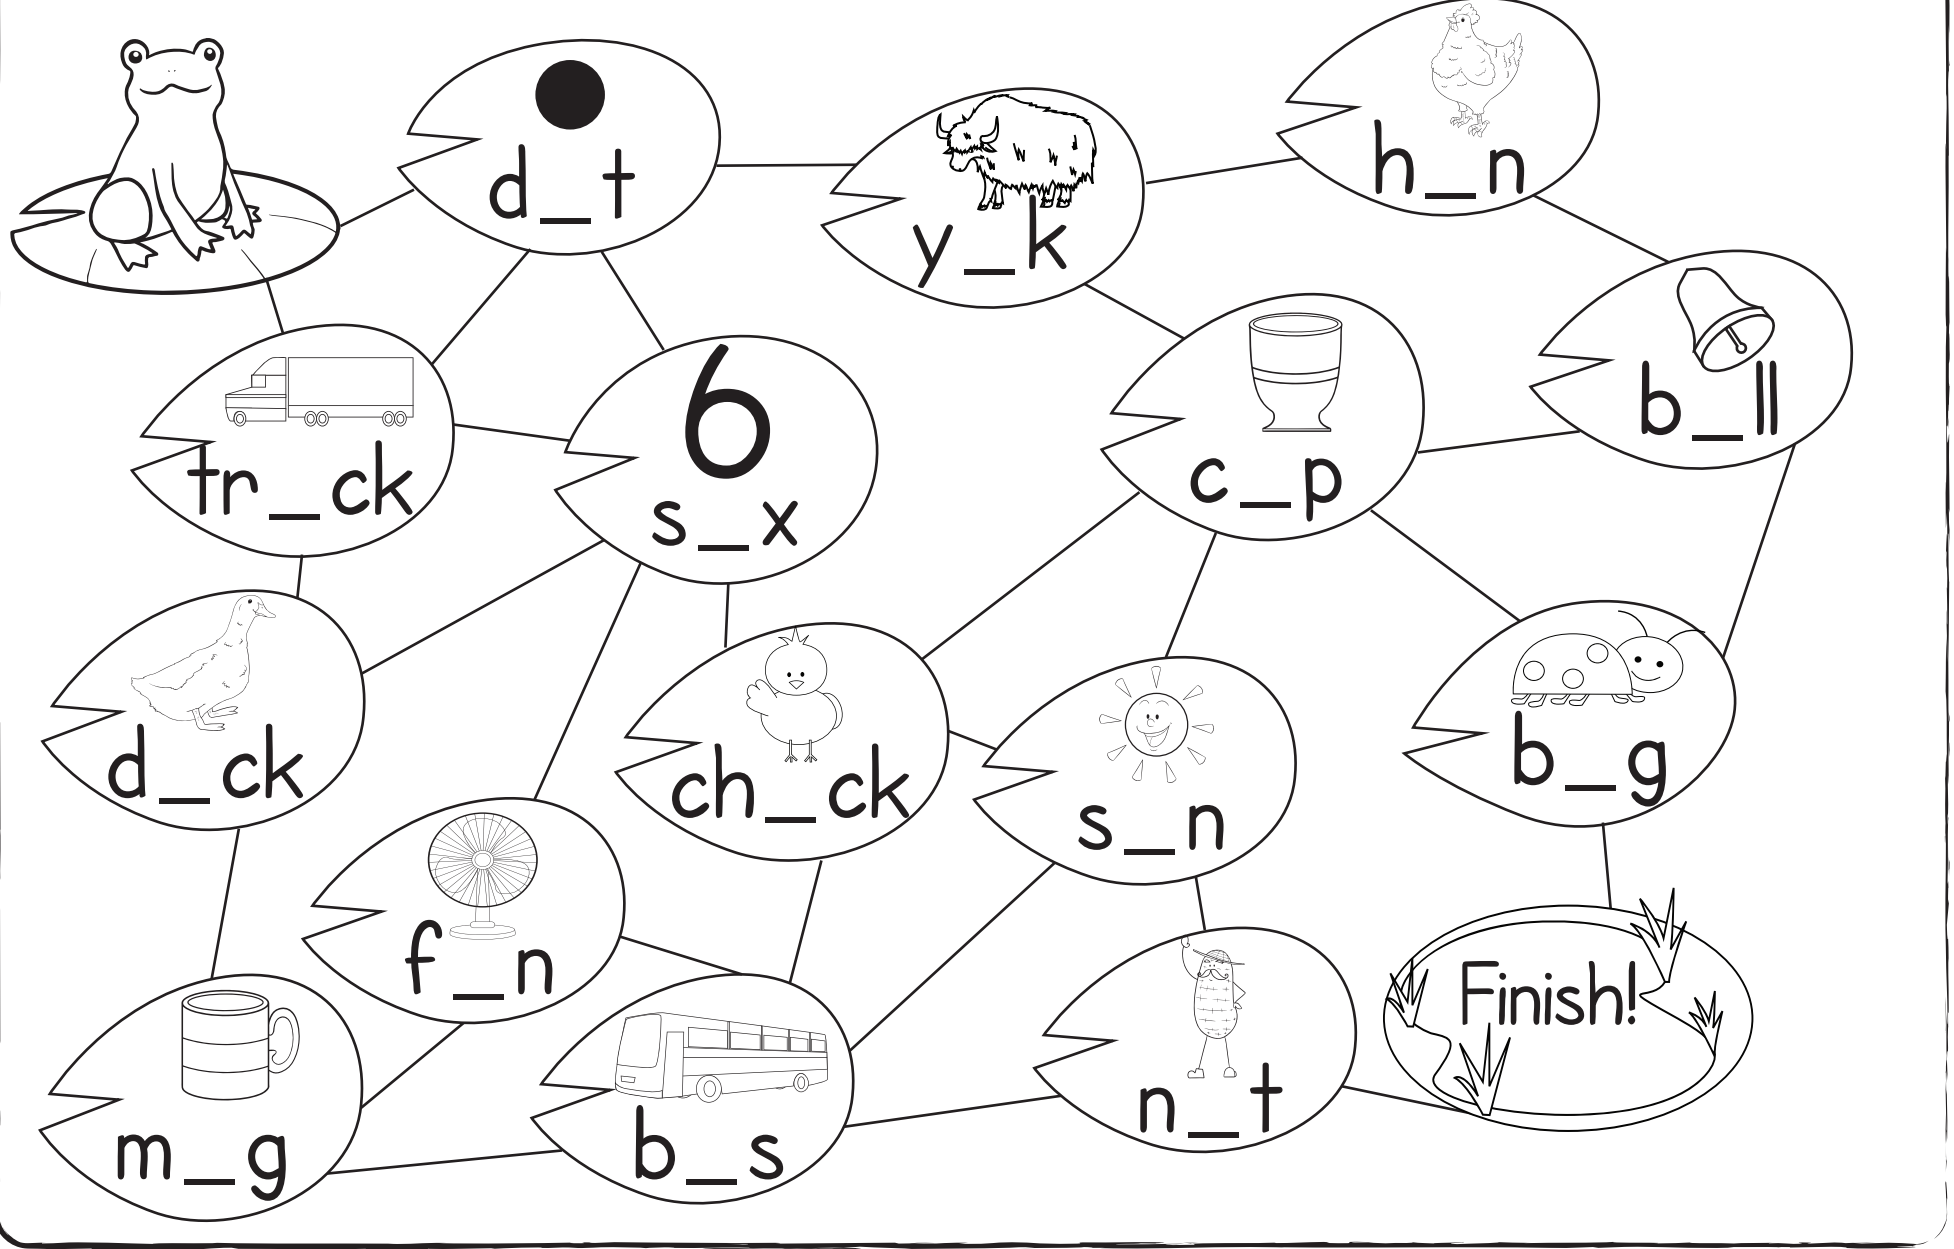 d_t
y_k
h_n
tr_ck
6
s_x
c_p
b_ll
d_ck
ch_ck
s_n
b_g
f_n
m_g
b_s
n_t
Finish!